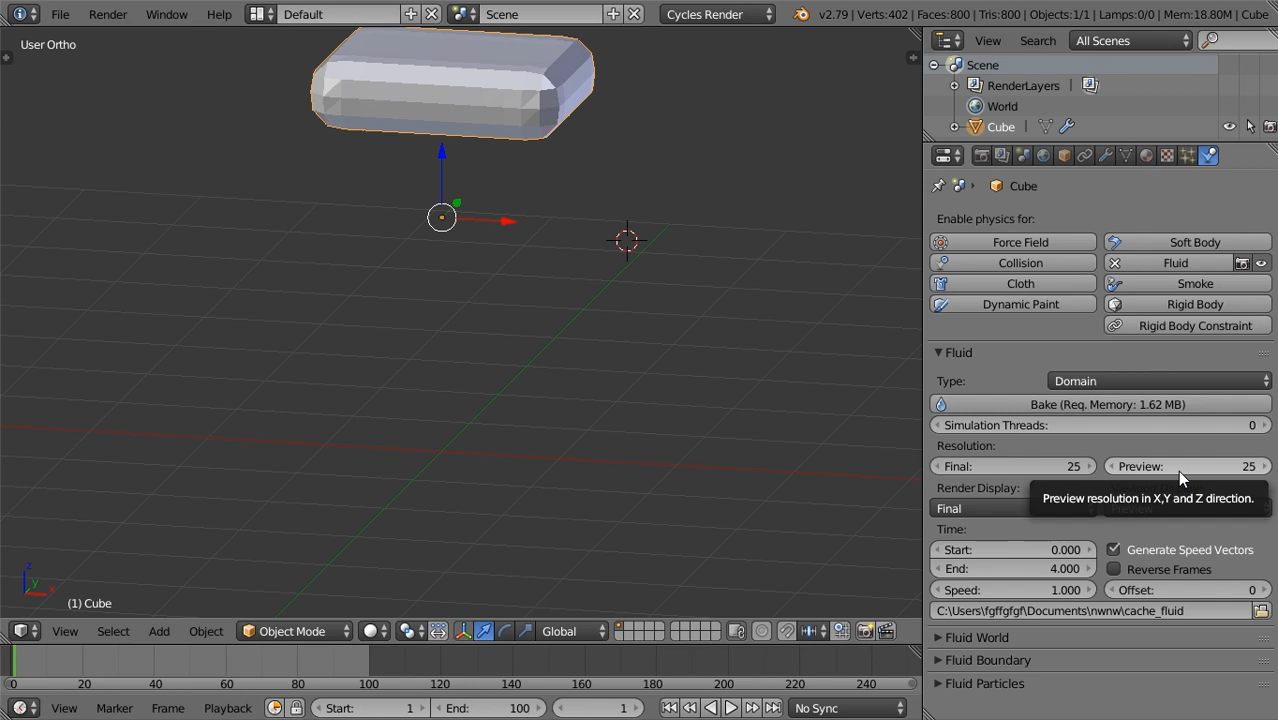 File Render Window Help Default Scene Cycles Render v2.79 | Verts:402 | Faces:800 | Tris:800 | Objects:1/1 | Lamps:0/0 | Mem:18.80M | Cube
User Ortho
View Search All Scenes
Scene
RenderLayers
World
Cube
Cube
Enable physics for:
Force Field Soft Body
Collision Fluid
Cloth Smoke
Dynamic Paint Rigid Body
Rigid Body Constraint
Fluid
Type: Domain
Bake (Req. Memory: 1.62 MB)
Simulation Threads: 0
Resolution:
Final: 25 Preview: 25
Render Display:
Preview resolution in X,Y and Z direction.
Final Preview
Time:
Start: 0.000 Generate Speed Vectors
End: 4.000 Reverse Frames
Speed: 1.000 Offset: 0
C:\Users\fgffgfgf\Documents\nwnw\cache_fluid
Fluid World
Fluid Boundary
Fluid Particles
z
y
x
(1) Cube
View Select Add Object Object Mode Global
0 20 40 60 80 100 120 140 160 180 200 220 240
View Marker Frame Playback Start: 1 End: 100 1 No Sync